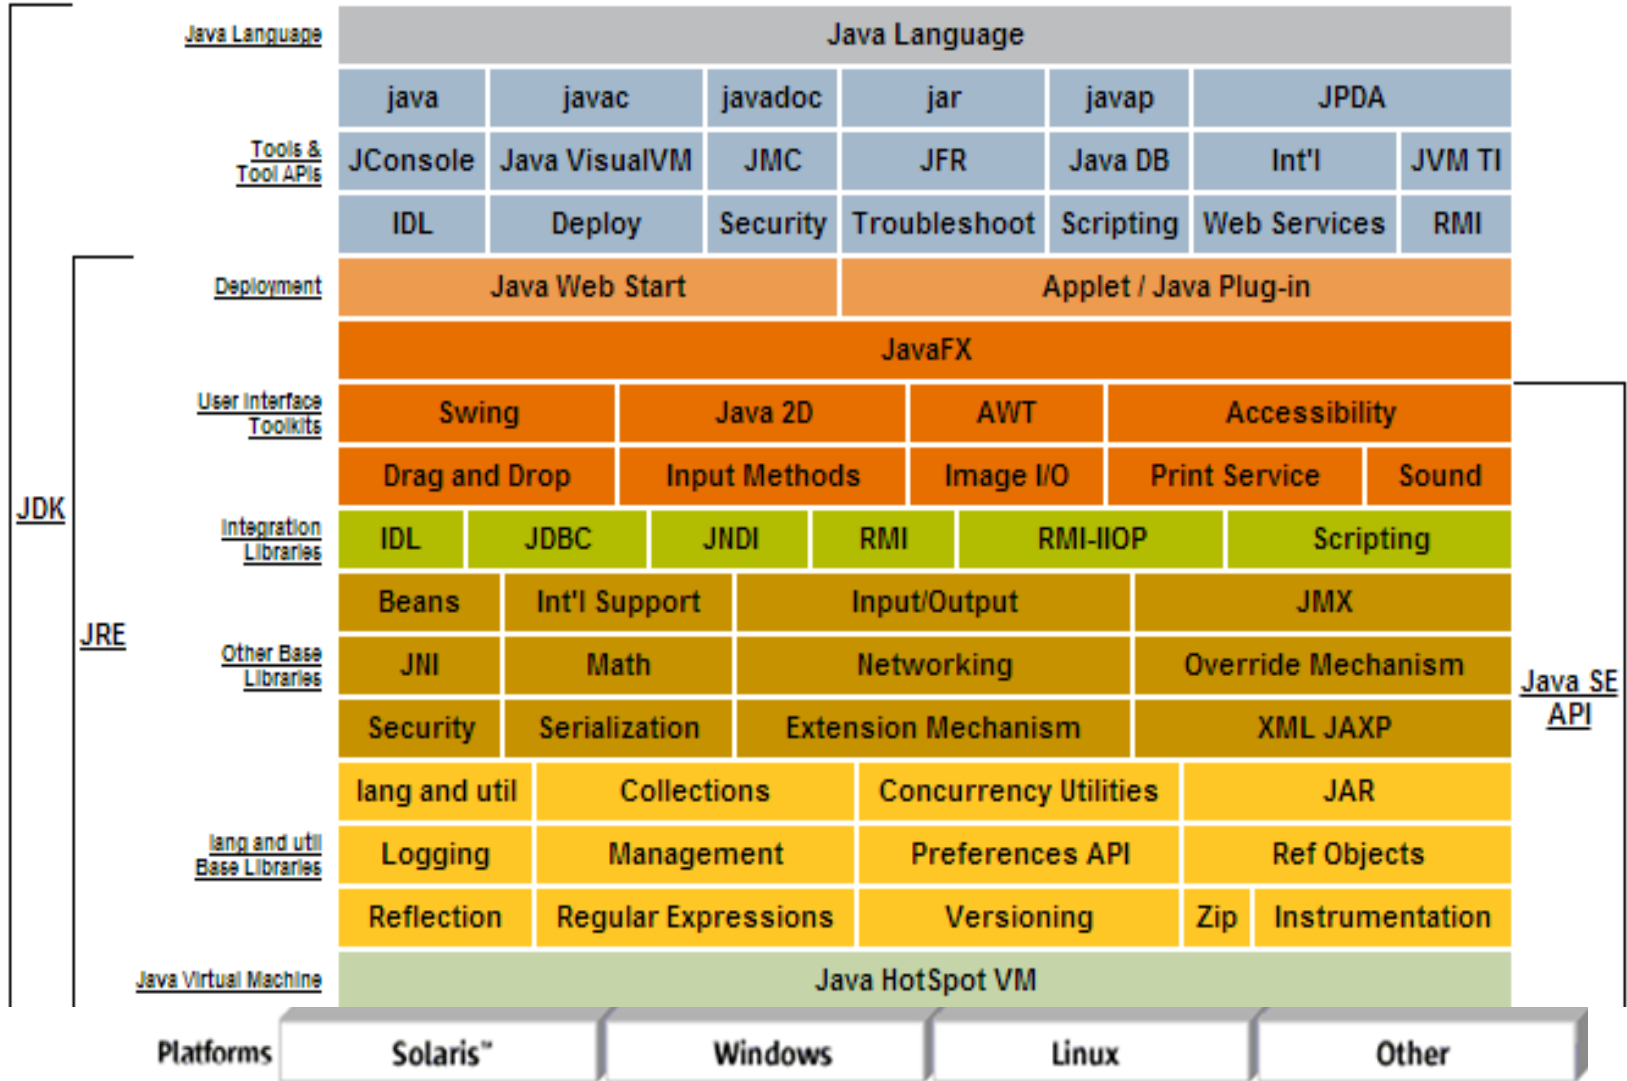 Java Language Java Language
java javac javadoc jar javap JPDA
Tools &
Tool APIs
JConsole Java VisualVM JMC JFR Java DB Int'l JVM TI
IDL Deploy Security Troubleshoot Scripting Web Services RMI
Deployment Java Web Start Applet / Java Plug-in
JavaFX
User Interface
Toolkits
Swing Java 2D AWT Accessibility
Drag and Drop Input Methods Image I/O Print Service Sound
JDK
Integration
Libraries
IDL JDBC JNDI RMI RMI-IIOP Scripting
Beans Int'l Support Input/Output JMX
JRE
Other Base
Libraries
JNI Math Networking Override Mechanism
Java SE
API
Security Serialization Extension Mechanism XML JAXP
lang and util Collections Concurrency Utilities JAR
lang and util
Base Libraries
Logging Management Preferences API Ref Objects
Reflection Regular Expressions Versioning Zip Instrumentation
Java Virtual Machine Java HotSpot VM
Platforms Solaris™ Windows Linux Other